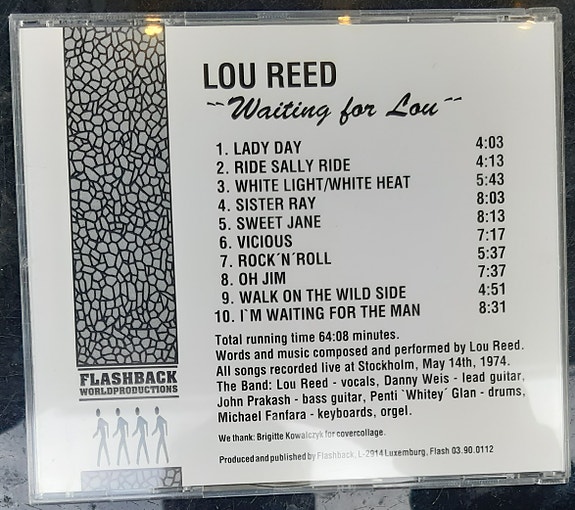 LOU REED
~~Waiting for Lou~~
1. LADY DAY 4:03
2. RIDE SALLY RIDE 4:13
3. WHITE LIGHT/WHITE HEAT 5:43
4. SISTER RAY 8:03
5. SWEET JANE 8:13
6. VICIOUS 7:17
7. ROCK´N´ROLL 5:37
8. OH JIM 7:37
9. WALK ON THE WILD SIDE 4:51
10. I`M WAITING FOR THE MAN 8:31
Total running time 64:08 minutes.
Words and music composed and performed by Lou Reed.
All songs recorded live at Stockholm, May 14th, 1974.
The Band: Lou Reed - vocals, Danny Weis - lead guitar,
John Prakash - bass guitar, Penti `Whitey´ Glan - drums,
Michael Fanfara - keyboards, orgel.
We thank: Brigitte Kowalczyk for covercollage.
Produced and published by Flashback, L-2914 Luxemburg, Flash 03.90.0112
FLASHBACK
WORLDPRODUCTIONS